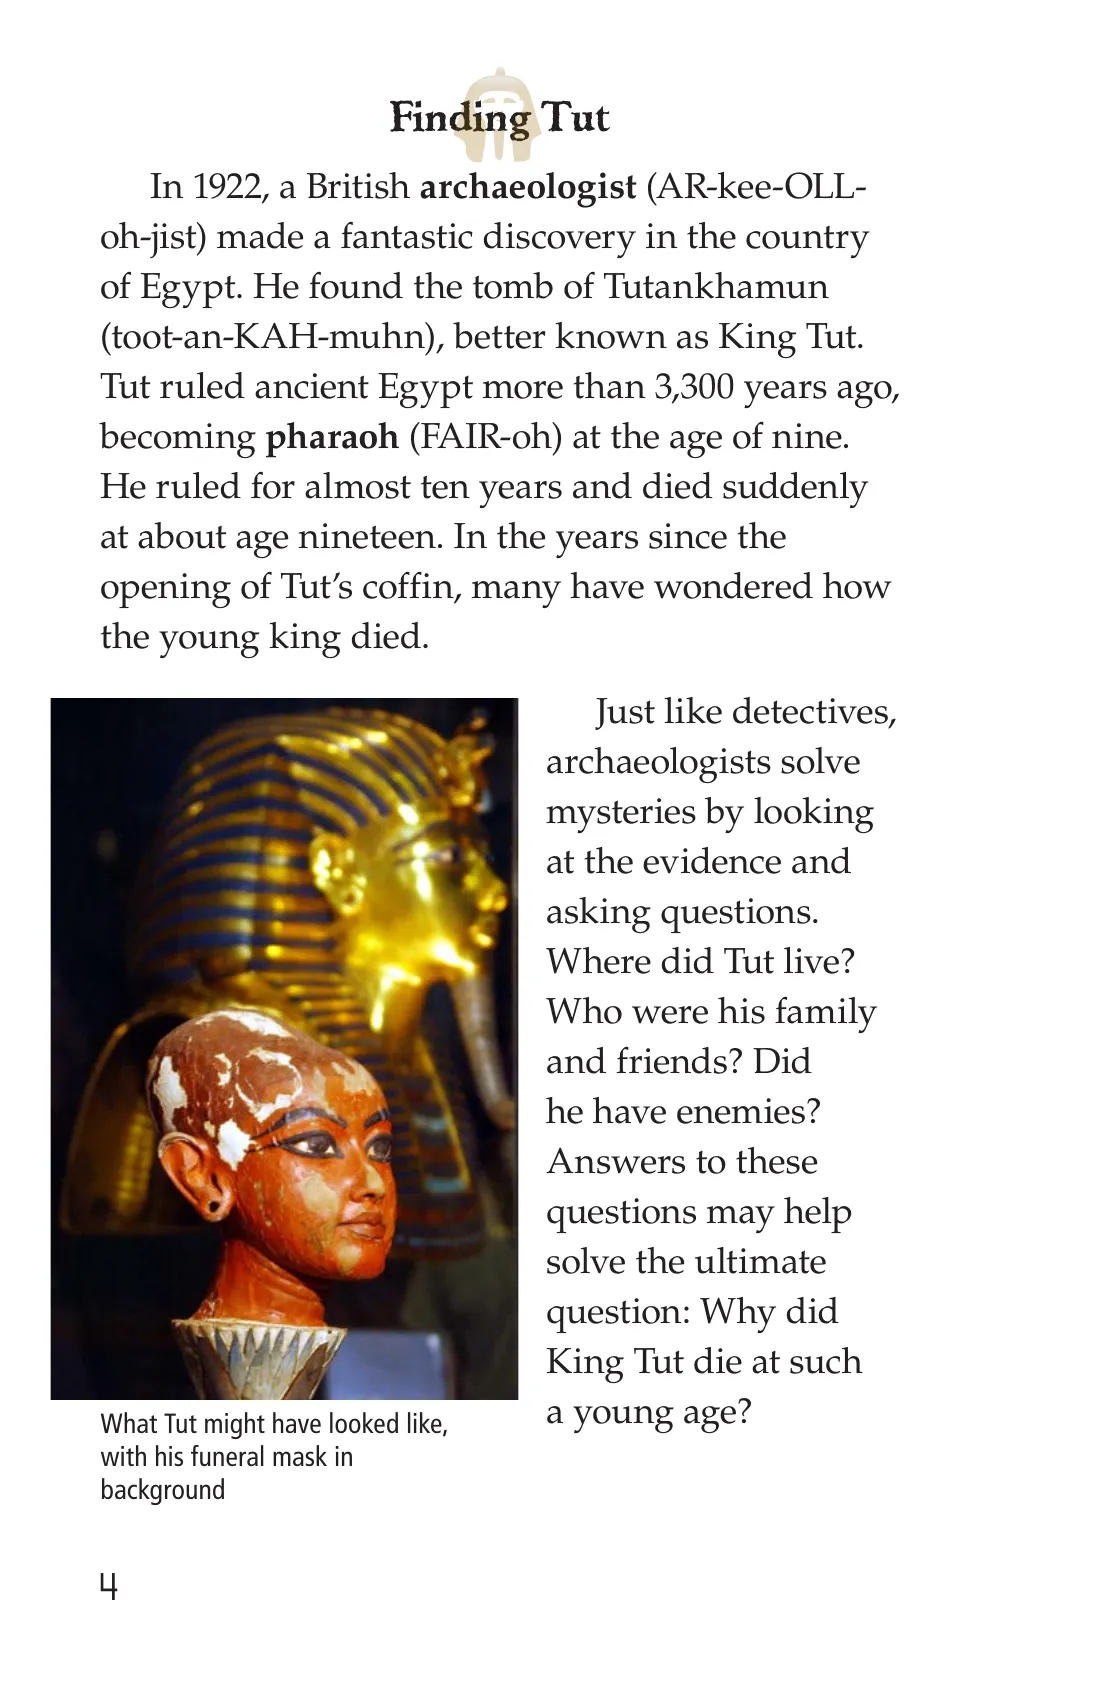 Finding Tut
In 1922, a British archaeologist (AR-kee-OLL-
oh-jist) made a fantastic discovery in the country
of Egypt. He found the tomb of Tutankhamun
(toot-an-KAH-muhn), better known as King Tut.
Tut ruled ancient Egypt more than 3,300 years ago,
becoming pharaoh (FAIR-oh) at the age of nine.
He ruled for almost ten years and died suddenly
at about age nineteen. In the years since the
opening of Tut’s coffin, many have wondered how
the young king died.
Just like detectives,
archaeologists solve
mysteries by looking
at the evidence and
asking questions.
Where did Tut live?
Who were his family
and friends? Did
he have enemies?
Answers to these
questions may help
solve the ultimate
question: Why did
King Tut die at such
a young age?
What Tut might have looked like,
with his funeral mask in
background
4